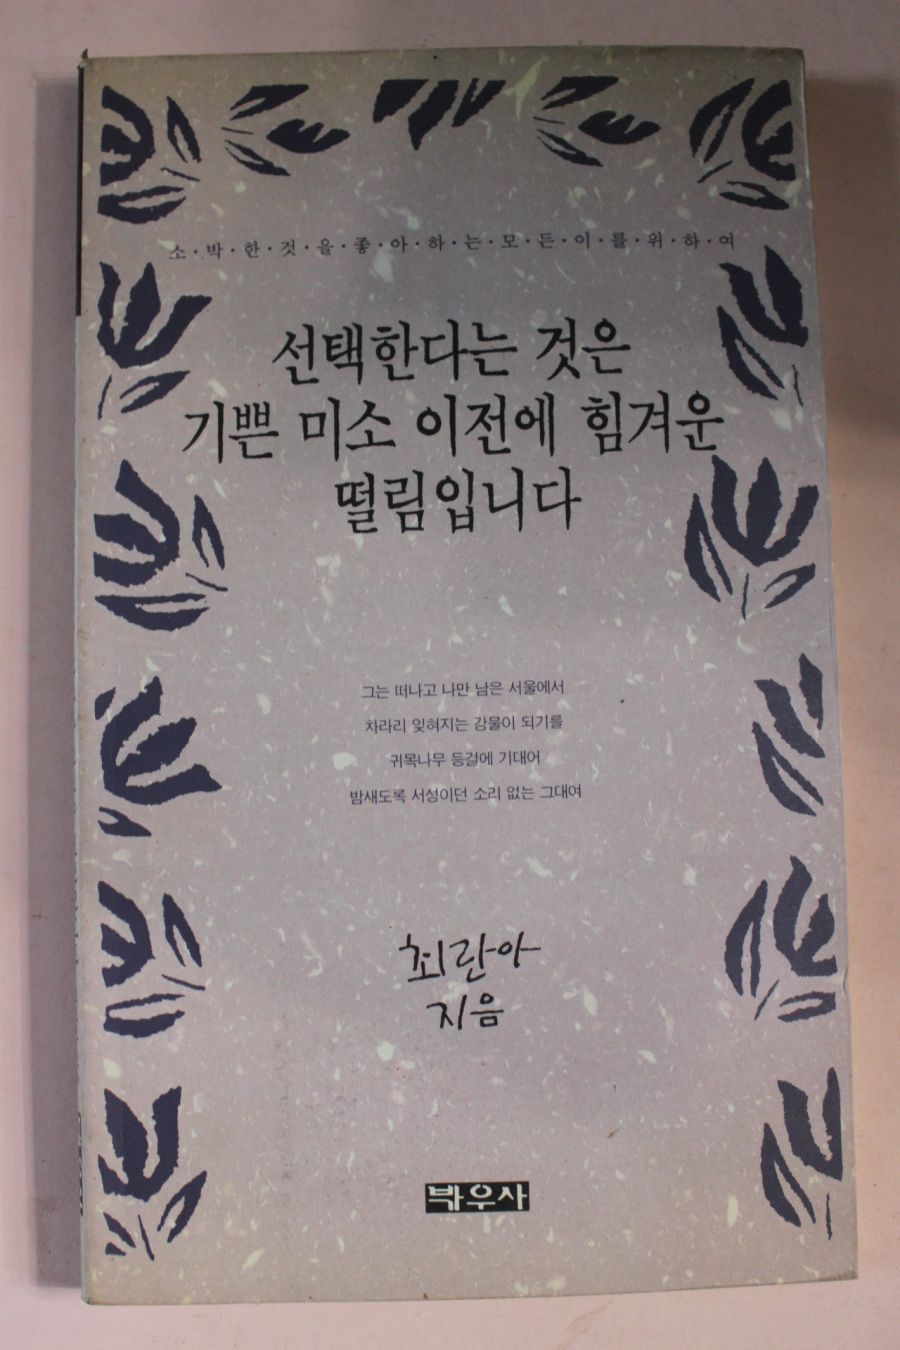 소·박·한·것·을·좋·아·하·는·모·든·이·를·위·하·여
선택한다는 것은
기쁜 미소 이전에 힘겨운
떨림입니다
그는 떠나고 나만 남은 서울에서
차라리 잊혀지는 강물이 되기를
귀목나무 등걸에 기대어
밤새도록 서성이던 소리 없는 그대여
최란아
지음
박우사